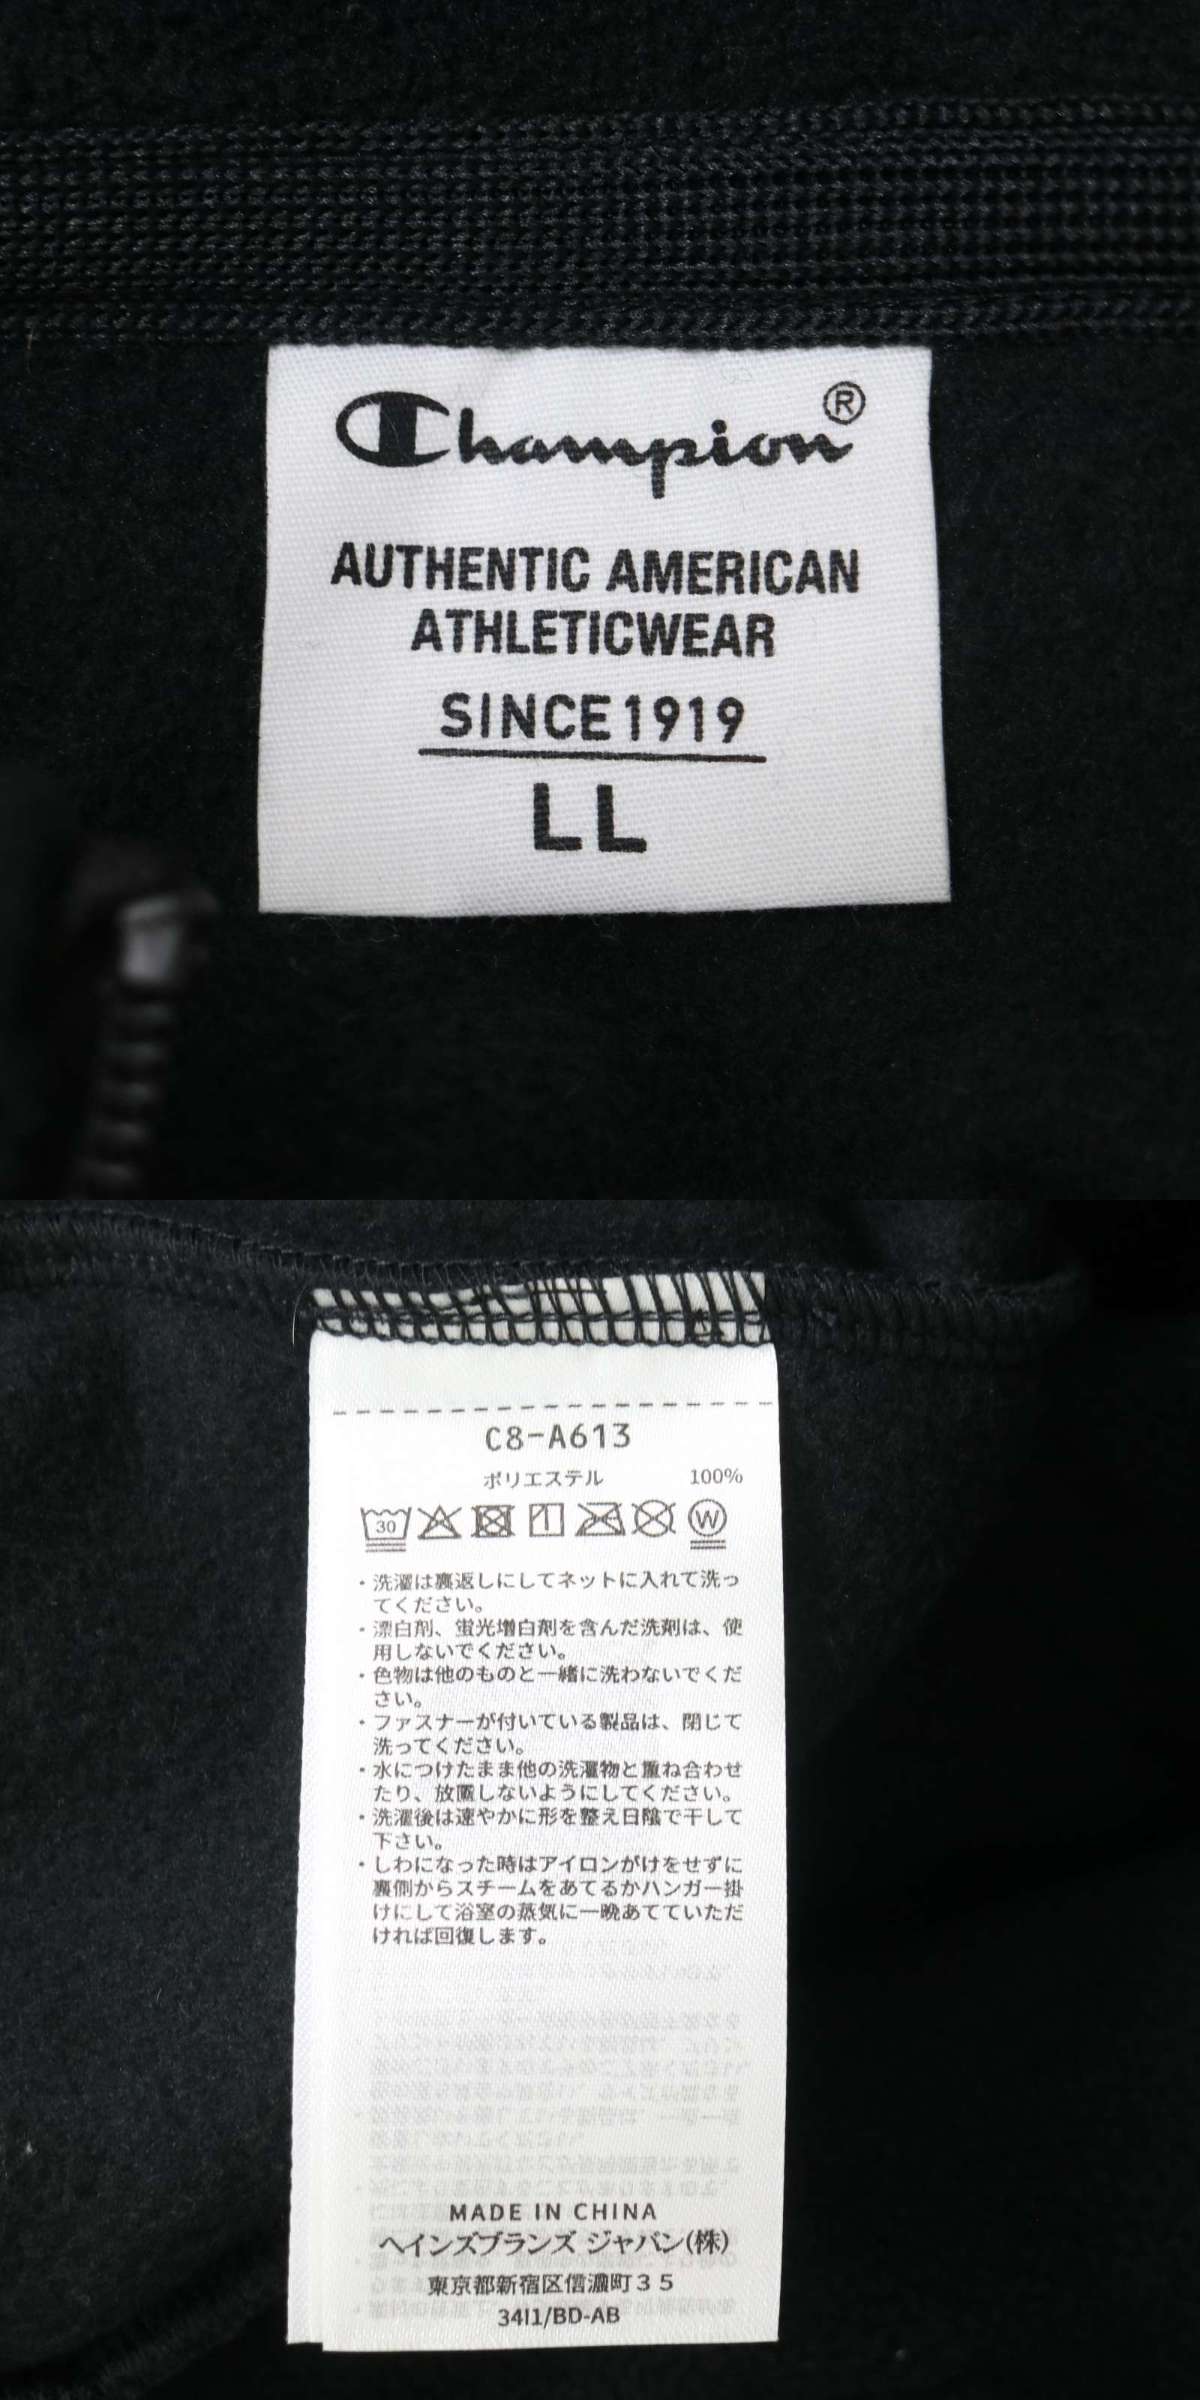 Champion®
AUTHENTIC AMERICAN
ATHLETICWEAR
SINCE 1919
LL
C8-A613
ポリエステル 100%
30
W
・洗濯は裏返しにしてネットに入れて洗っ
てください。
・漂白剤、蛍光増白剤を含んだ洗剤は、使
用しないでください。
・色物は他のものと一緒に洗わないでくだ
さい。
・ファスナーが付いている製品は、閉じて
洗ってください。
・水につけたまま他の洗濯物と重ね合わせ
たり、放置しないようにしてください。
・洗濯後は速やかに形を整え日陰で干して
下さい。
・しわになった時はアイロンがけをせずに
裏側からスチームをあてるかハンガー掛
けにして浴室の蒸気に一晩あてていただ
ければ回復します。
MADE IN CHINA
ヘインズブランズ ジャパン(株)
東京都新宿区信濃町35
34I1/BD-AB